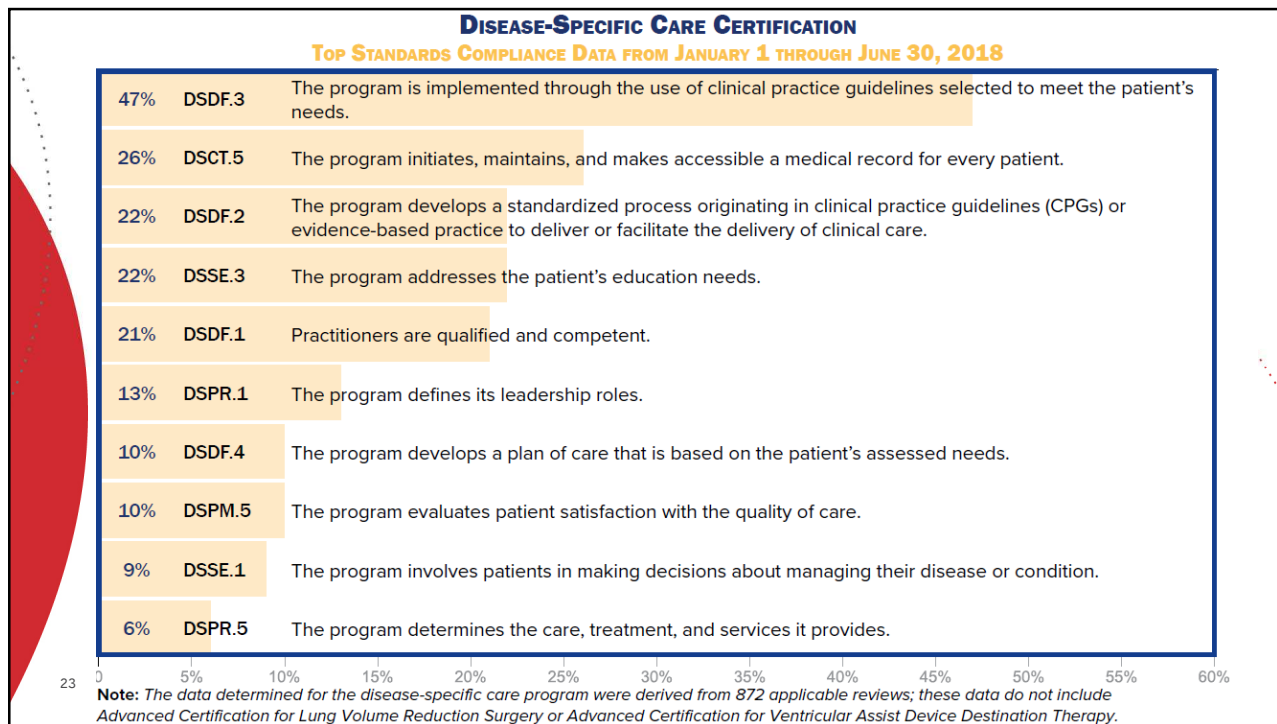 DISEASE-SPECIFIC CARE CERTIFICATION
TOP STANDARDS COMPLIANCE DATA FROM JANUARY 1 THROUGH JUNE 30, 2018
47% DSDF.3 The program is implemented through the use of clinical practice guidelines selected to meet the patient's
needs.
26% DSCT.5 The program initiates, maintains, and makes accessible a medical record for every patient.
22% DSDF.2 The program develops a standardized process originating in clinical practice guidelines (CPGs) or
evidence-based practice to deliver or facilitate the delivery of clinical care.
22% DSSE.3 The program addresses the patient's education needs.
21% DSDF.1 Practitioners are qualified and competent.
13% DSPR.1 The program defines its leadership roles.
10% DSDF.4 The program develops a plan of care that is based on the patient's assessed needs.
10% DSPM.5 The program evaluates patient satisfaction with the quality of care.
9% DSSE.1 The program involves patients in making decisions about managing their disease or condition.
6% DSPR.5 The program determines the care, treatment, and services it provides.
0 5% 10% 15% 20% 25% 30% 35% 40% 45% 50% 55% 60%
23
Note: The data determined for the disease-specific care program were derived from 872 applicable reviews; these data do not include
Advanced Certification for Lung Volume Reduction Surgery or Advanced Certification for Ventricular Assist Device Destination Therapy.